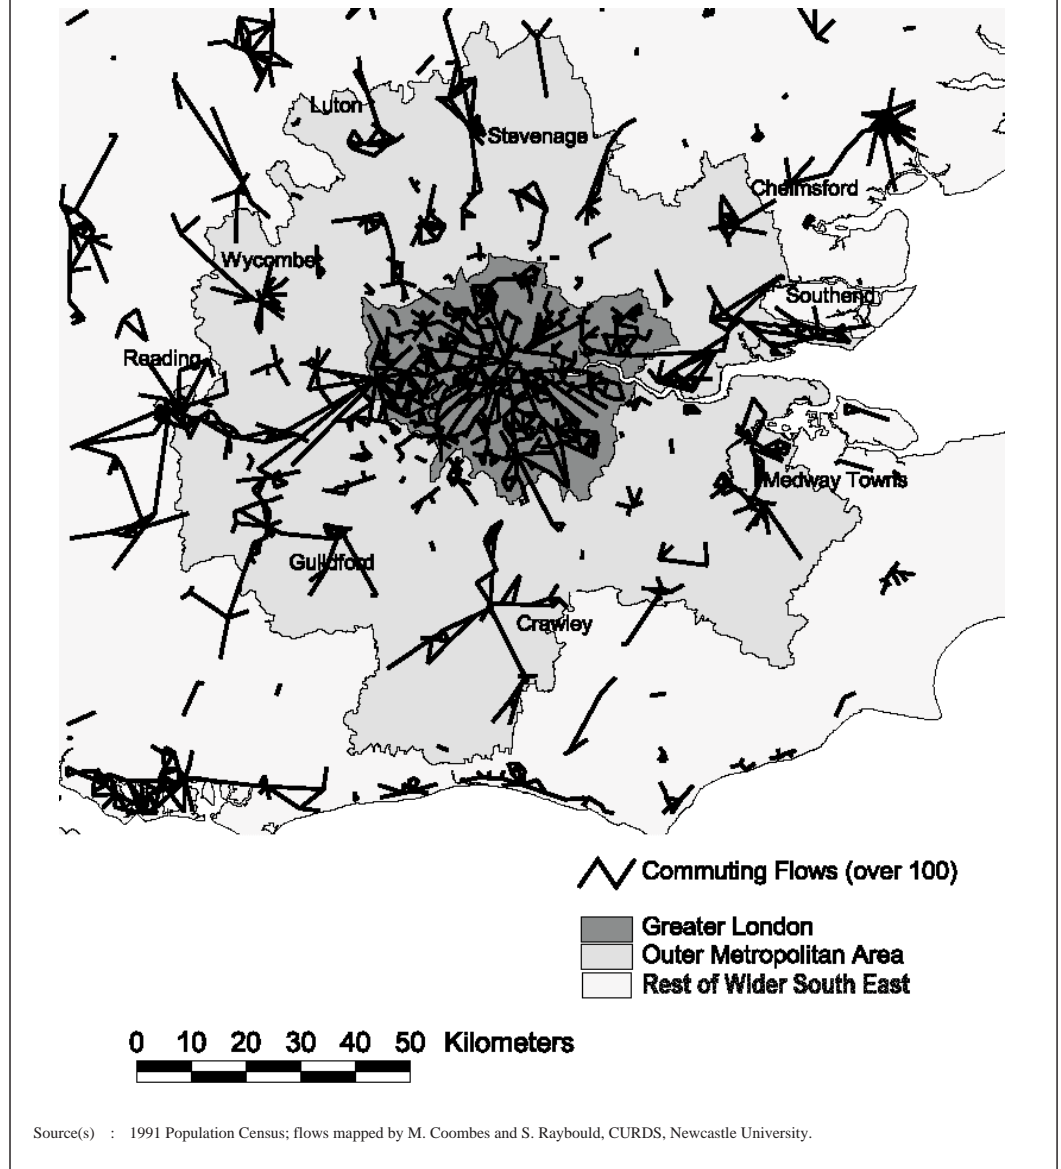 Luton
Stevenage
Chelmsford
Wycombe
Southend
Reading
Medway Towns
Guildford
Crawley
Commuting Flows (over 100)
Greater London
Outer Metropolitan Area
Rest of Wider South East
0 10 20 30 40 50 Kilometers
Source(s) : 1991 Population Census; flows mapped by M. Coombes and S. Raybould, CURDS, Newcastle University.